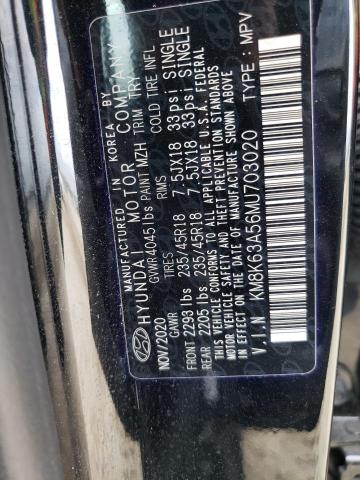 MANUFACTURED BY
IN KOREA BY
HYUNDAI MOTOR COMPANY
NOV/2020 GVWR 4045lbs PAINT MZH TRIM TRY
GAWR TIRES RIMS COLD TIRE INFL
FRONT 2293 lbs 235/45R18 7.5JX18 33psi SINGLE
REAR 2205 lbs 235/45R18 7.5JX18 33psi SINGLE
THIS VEHICLE CONFORMS TO ALL APPLICABLE U.S.A. FEDERAL
MOTOR VEHICLE SAFETY AND THEFT PREVENTION STANDARDS
IN EFFECT ON THE DATE OF MANUFACTURE SHOWN ABOVE.
V.I.N KM8K63A56MU703020 TYPE : MPV